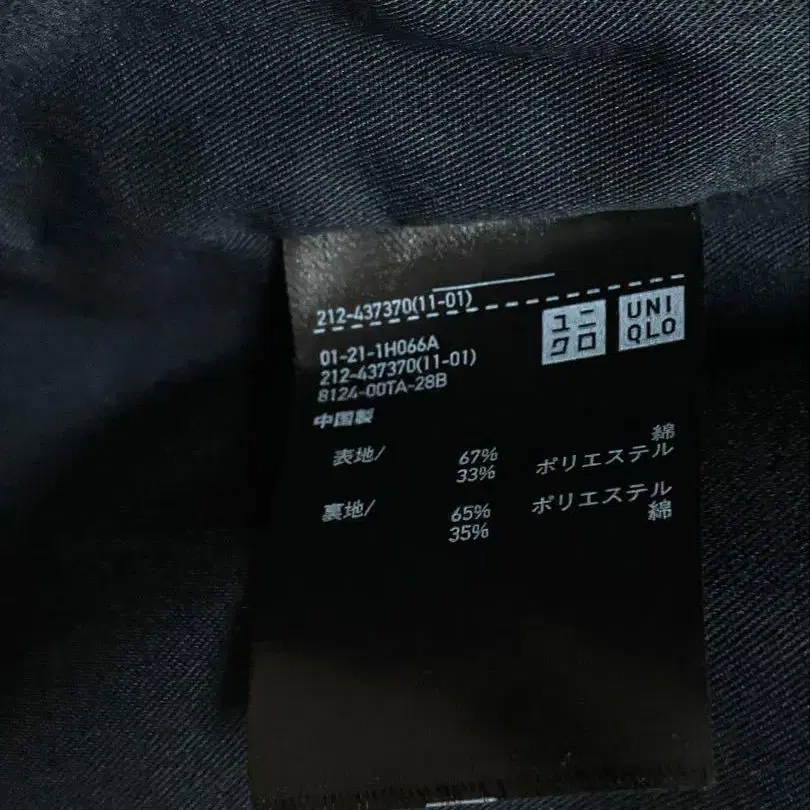 212-437370(11-01)
ユニ
クロ
UNI
QLO
01-21-1H066A
212-437370(11-01)
8124-00TA-28B
中国製
表地/ 67% 綿
33% ポリエステル
裏地/ 65% ポリエステル
35% 綿